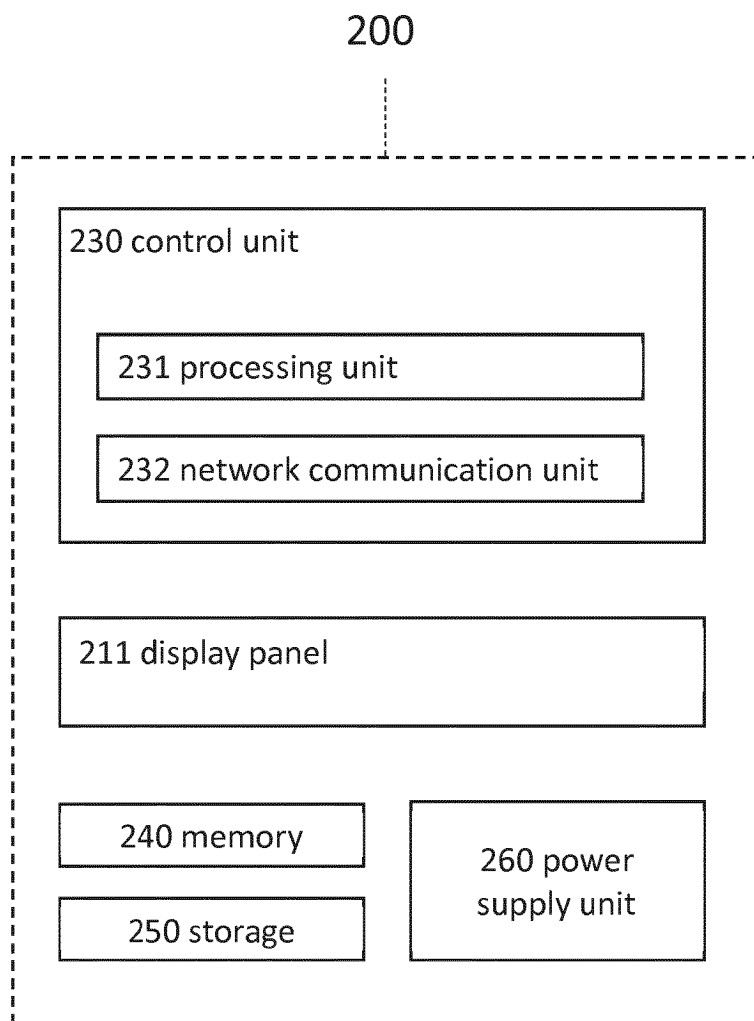 200
230 control unit
231 processing unit
232 network communication unit
211 display panel
240 memory
250 storage
260 power
supply unit